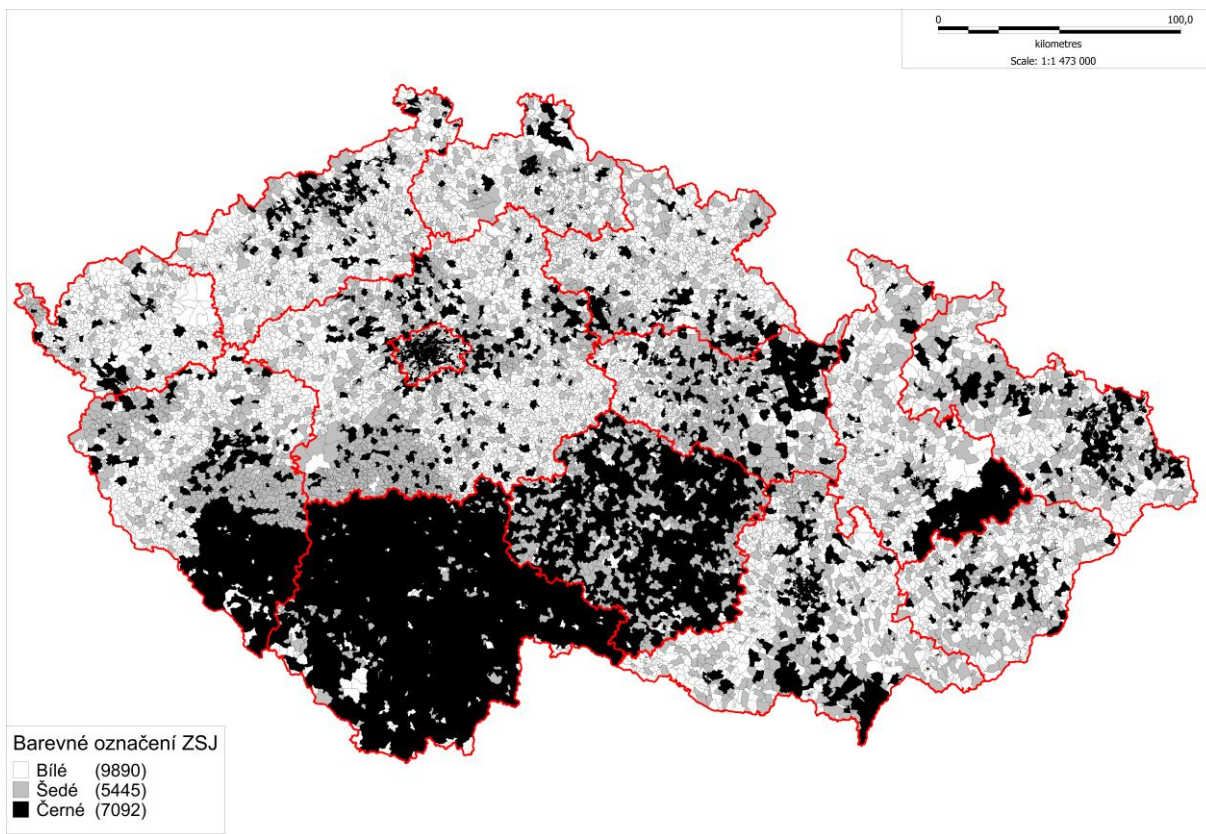 0 100,0
kilometres
Scale: 1:1 473 000
Barevné označení ZSJ
Bílé (9890)
Šedé (5445)
Černé (7092)